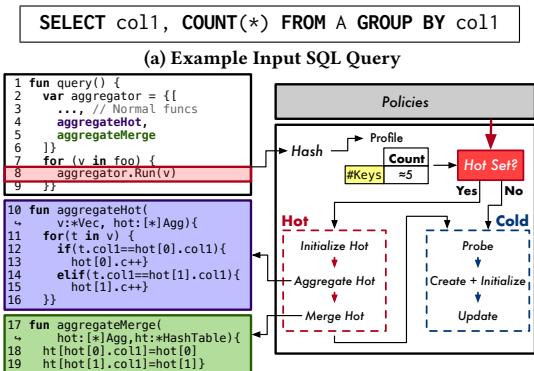 SELECT col1, COUNT(*) FROM A GROUP BY col1
(a) Example Input SQL Query
1 fun query() {
2 var aggregator = {[
3 ..., // Normal funcs
4 aggregateHot,
5 aggregateMerge
6 ]}
7 for (v in foo) {
8 aggregator.Run(v)
9 }}
10 fun aggregateHot(
↪ v:*Vec, hot:[*]Agg){
11 for(t in v) {
12 if(t.col1==hot[0].col1){
13 hot[0].c++}
14 elif(t.col1==hot[1].col1){
15 hot[1].c++}
16 }}
17 fun aggregateMerge(
↪ hot:[*]Agg,ht:*HashTable){
18 ht[hot[0].col1]=hot[0]
19 ht[hot[1].col1]=hot[1]}
Policies
Hash
Profile
Count
#Keys ≈5
Hot Set?
Yes
No
Hot
Initialize Hot
Aggregate Hot
Merge Hot
Cold
Probe
Create + Initialize
Update